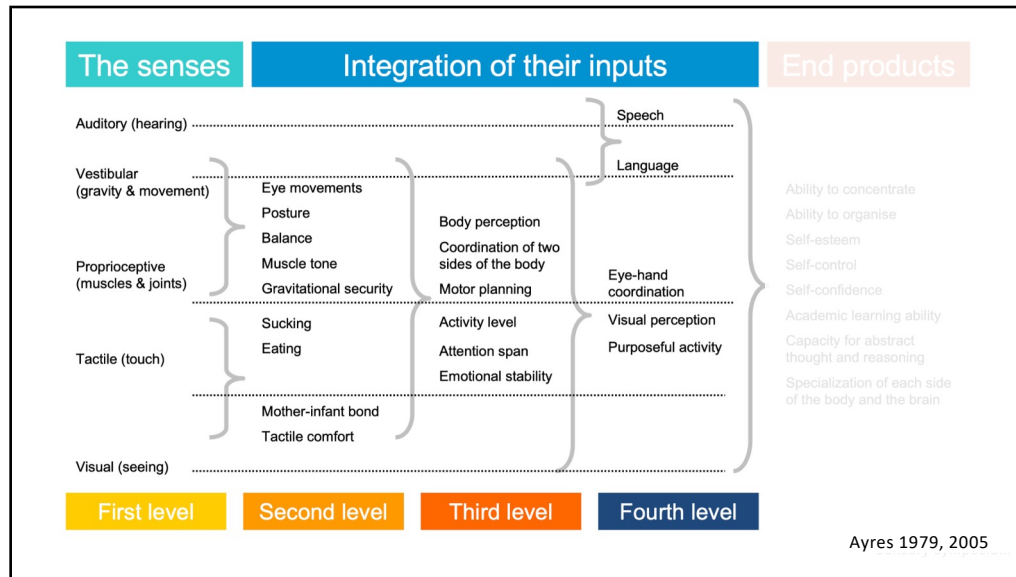 The senses
Integration of their inputs
End products
Auditory (hearing)
Vestibular
(gravity & movement)
Proprioceptive
(muscles & joints)
Tactile (touch)
Visual (seeing)
Eye movements
Posture
Balance
Muscle tone
Gravitational security
Sucking
Eating
Mother-infant bond
Tactile comfort
Body perception
Coordination of two
sides of the body
Motor planning
Activity level
Attention span
Emotional stability
Speech
Language
Eye-hand
coordination
Visual perception
Purposeful activity
Ability to concentrate
Ability to organise
Self-esteem
Self-control
Self-confidence
Academic learning ability
Capacity for abstract
thought and reasoning
Specialization of each side
of the body and the brain
First level
Second level
Third level
Fourth level
Ayres 1979, 2005